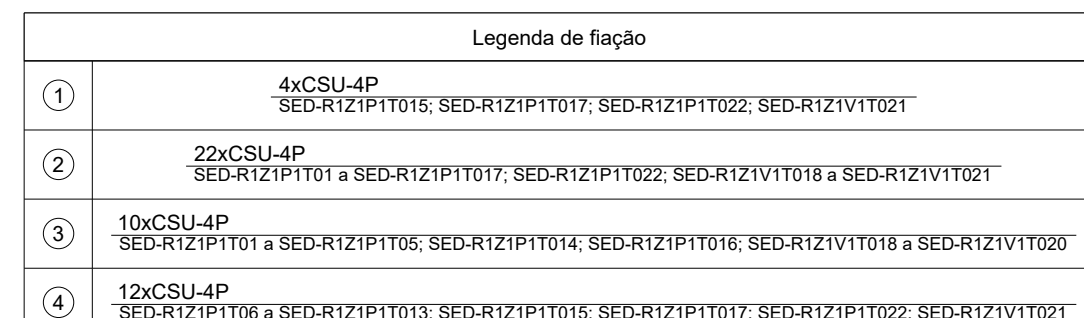 Legenda de fiação
1
4xCSU-4P
SED-R1Z1P1T015; SED-R1Z1P1T017; SED-R1Z1P1T022; SED-R1Z1V1T021
2
22xCSU-4P
SED-R1Z1P1T01 a SED-R1Z1P1T017; SED-R1Z1P1T022; SED-R1Z1V1T018 a SED-R1Z1V1T021
3
10xCSU-4P
SED-R1Z1P1T01 a SED-R1Z1P1T05; SED-R1Z1P1T014; SED-R1Z1P1T016; SED-R1Z1V1T018 a SED-R1Z1V1T020
4
12xCSU-4P
SED-R1Z1P1T06 a SED-R1Z1P1T013; SED-R1Z1P1T015; SED-R1Z1P1T017; SED-R1Z1P1T022; SED-R1Z1V1T021